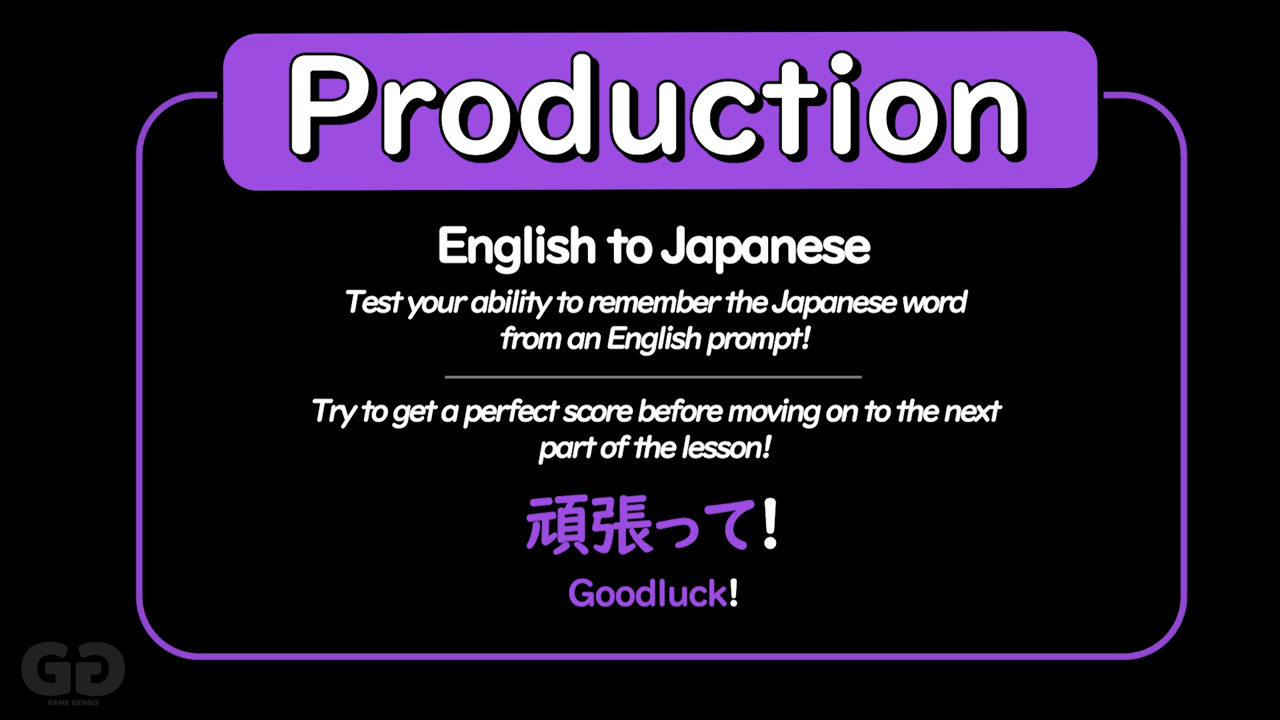 Production
English to Japanese
Test your ability to remember the Japanese word
from an English prompt!
Try to get a perfect score before moving on to the next
part of the lesson!
頑張って!
Goodluck!
GG
GAME GENGO